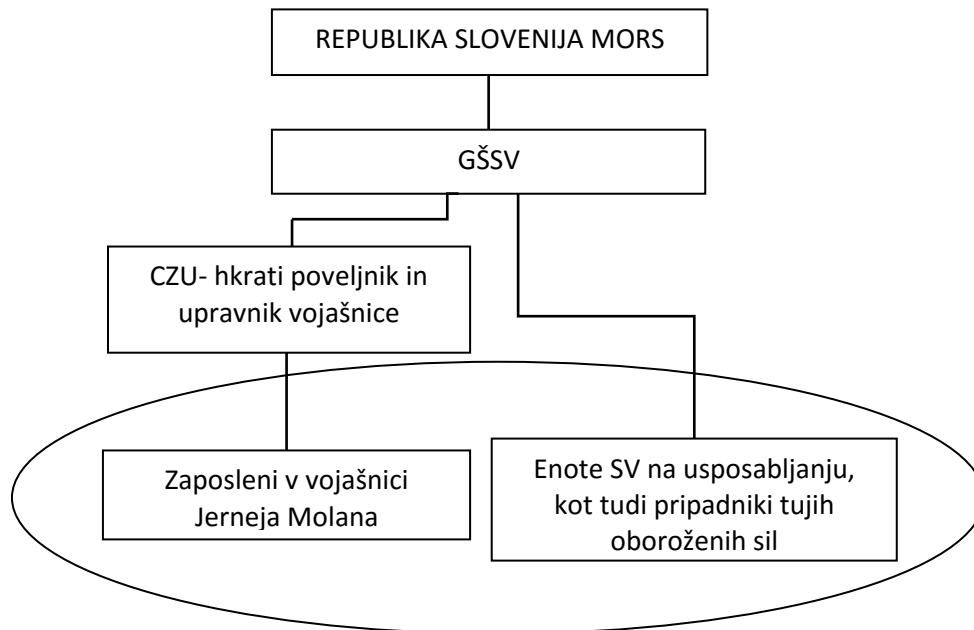 REPUBLIKA SLOVENIJA MORS
GŠSV
CZU- hkrati poveljnik in
upravnik vojašnice
Zaposleni v vojašnici
Jerneja Molana
Enote SV na usposabljanju,
kot tudi pripadniki tujih
oboroženih sil